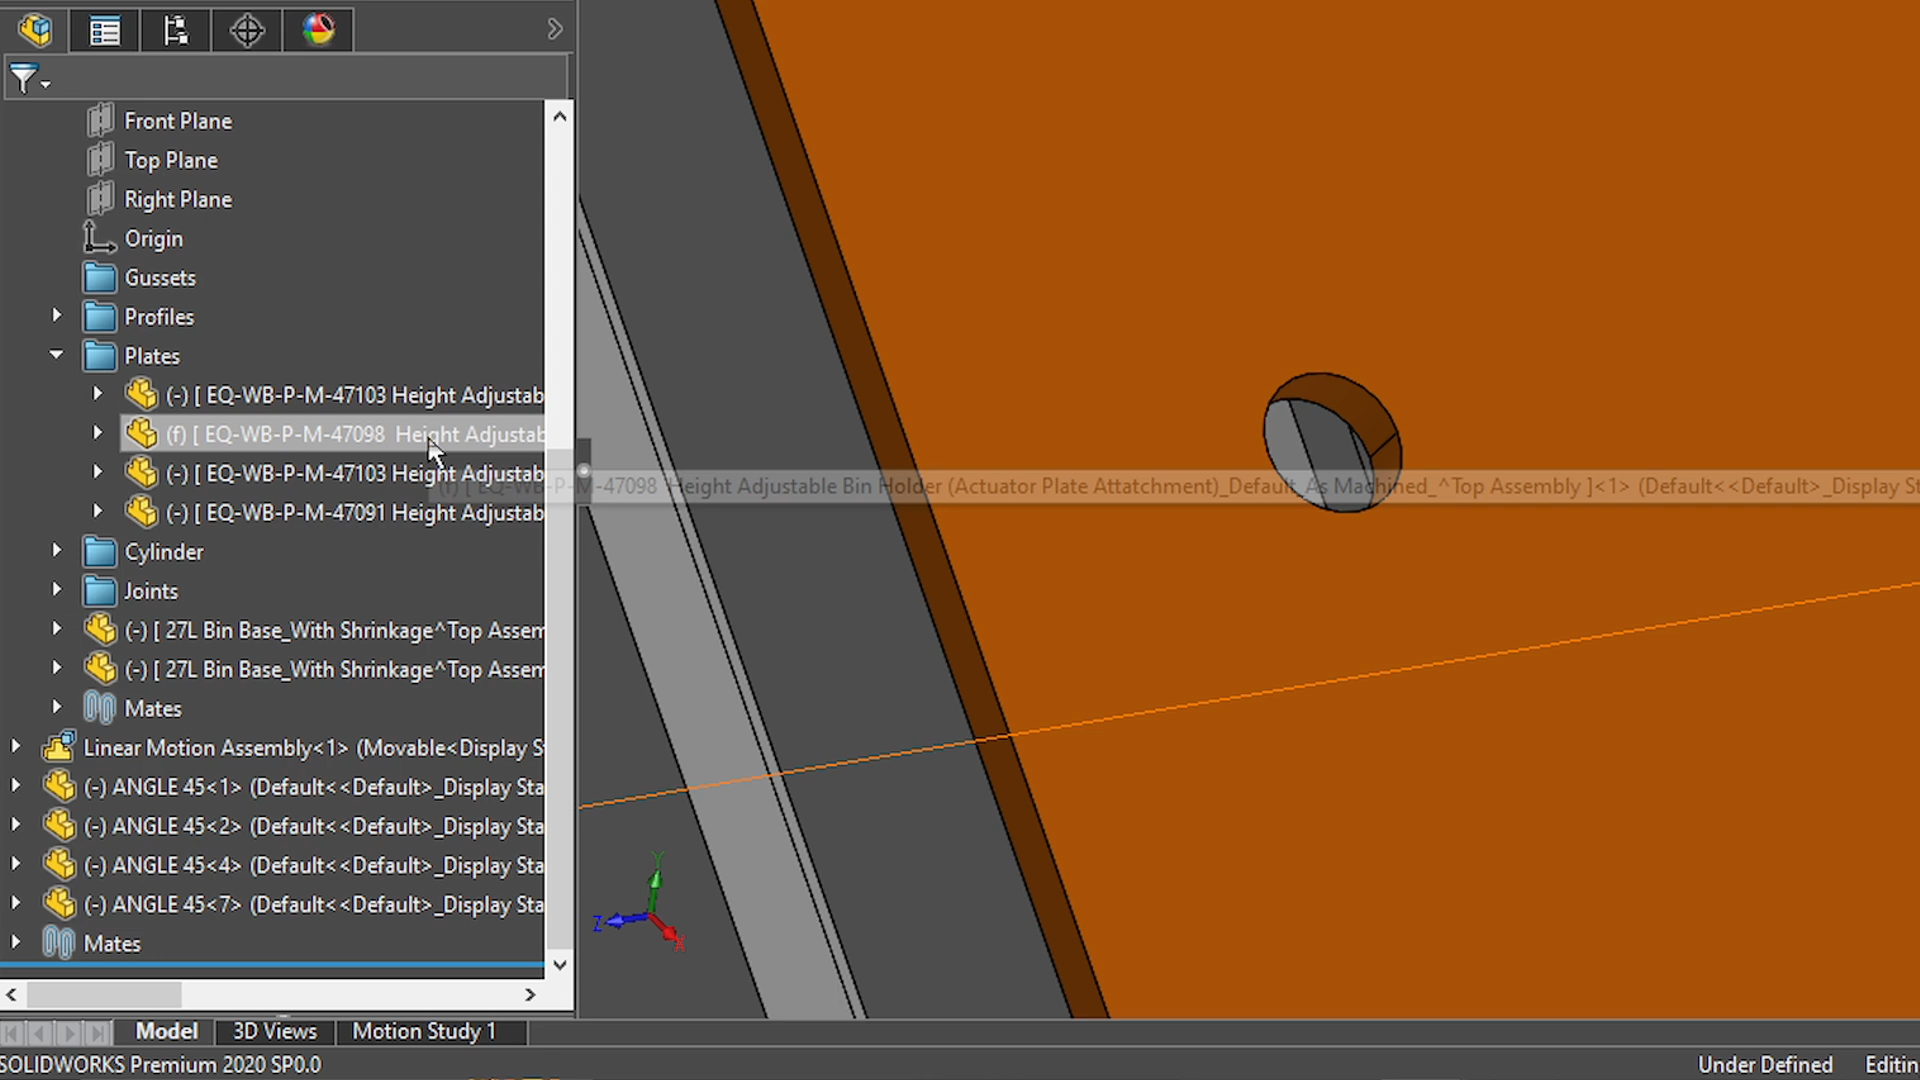 Front Plane
Top Plane
Right Plane
Origin
Gussets
Profiles
Plates
(-) [ EQ-WB-P-M-47103 Height Adjustab
(f) [ EQ-WB-P-M-47098 Height Adjustab
(-) [ EQ-WB-P-M-47103 Height Adjustab
(f) [ EQ-WB-P-M-47098 Height Adjustable Bin Holder (Actuator Plate Attatchment)_Default_As Machined_^Top Assembly ]<1> (Default<<Default>_Display St
(-) [ EQ-WB-P-M-47091 Height Adjustab
Cylinder
Joints
(-) [ 27L Bin Base_With Shrinkage^Top Assem
(-) [ 27L Bin Base_With Shrinkage^Top Assem
Mates
Linear Motion Assembly<1> (Movable<Display S
(-) ANGLE 45<1> (Default<<Default>_Display Sta
(-) ANGLE 45<2> (Default<<Default>_Display Sta
(-) ANGLE 45<4> (Default<<Default>_Display Sta
(-) ANGLE 45<7> (Default<<Default>_Display Sta
Mates
Y
Z
X
Model
3D Views
Motion Study 1
SOLIDWORKS Premium 2020 SP0.0
Under Defined
Editin